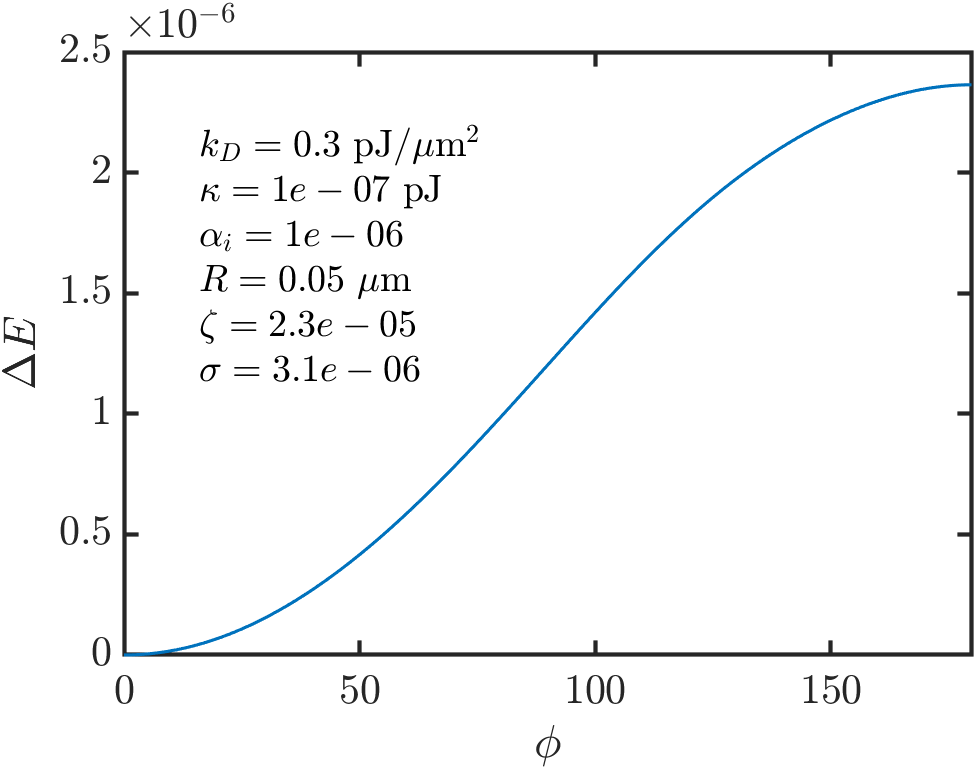 ×10⁻⁶
2.5
2
1.5
1
0.5
0
ΔE
k_D = 0.3 pJ/μm²
κ = 1e − 07 pJ
α_i = 1e − 06
R = 0.05 μm
ζ = 2.3e − 05
σ = 3.1e − 06
0 50 100 150
ϕ